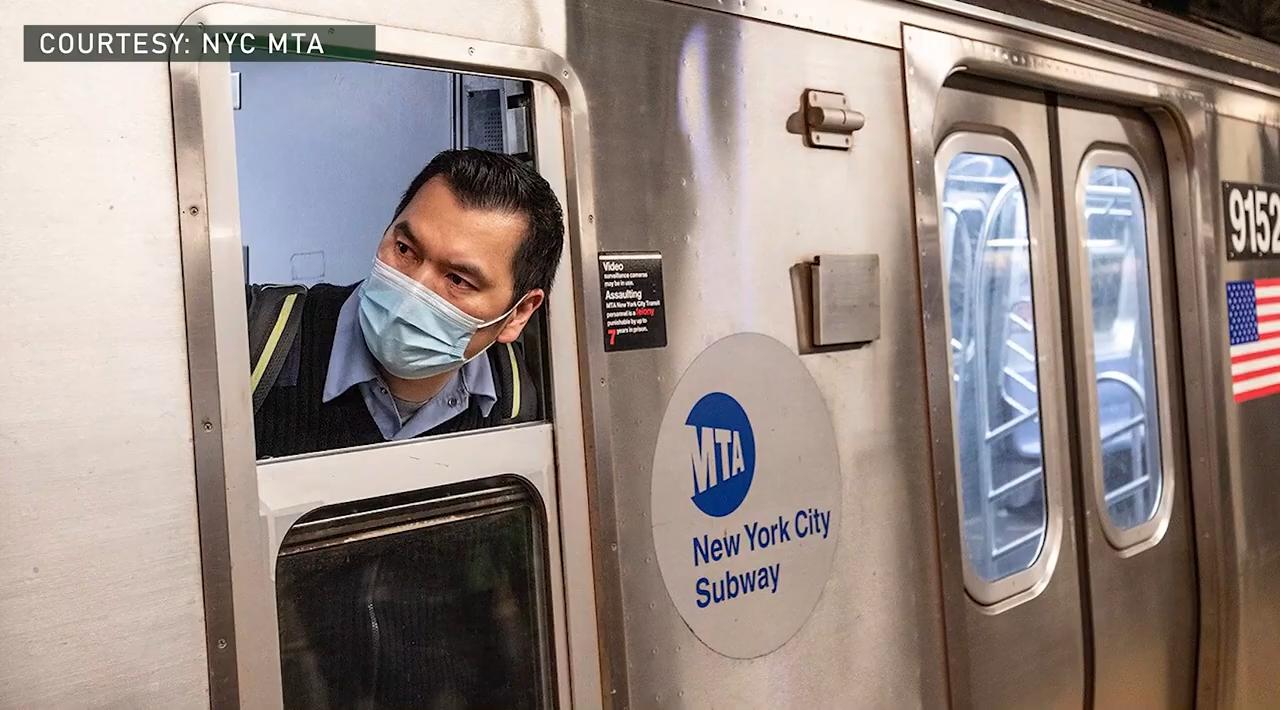 COURTESY: NYC MTA
Video
surveillance cameras
may be in use.
Assaulting
MTA New York City Transit
personnel is a felony
punishable by up to
7 years in prison.
MTA
New York City
Subway
9152